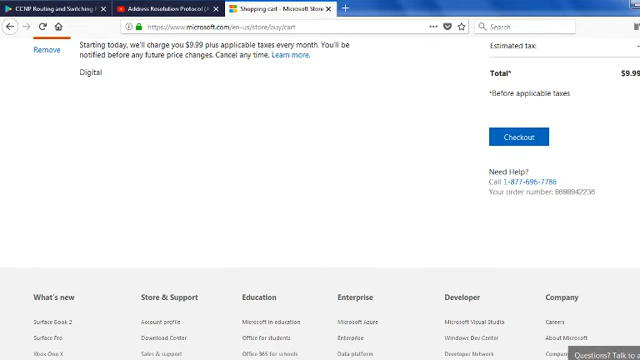 CCNP Routing and Switching
Address Resolution Protocol (A
Shopping cart - Microsoft Store
https://www.microsoft.com/en-us/store/buy/cart
Search
Remove
Starting today, we'll charge you $9.99 plus applicable taxes every month. You'll
be notified before any future price changes. Cancel any time. Learn more.
Digital
Estimated tax:
Total*
$9.99
*Before applicable taxes
Checkout
Need Help?
Call 1-877-696-7786
Your order number: 8698942236
What's new
Store & Support
Education
Enterprise
Developer
Company
Surface Book 2
Account profile
Microsoft in education
Microsoft Azure
Microsoft Visual Studio
Careers
Surface Pro
Download Center
Office for students
Enterprise
Windows Dev Center
About Microsoft
Xbox One X
Sales & support
Office 365 for schools
Data platform
Developer Network
Questions? Talk to